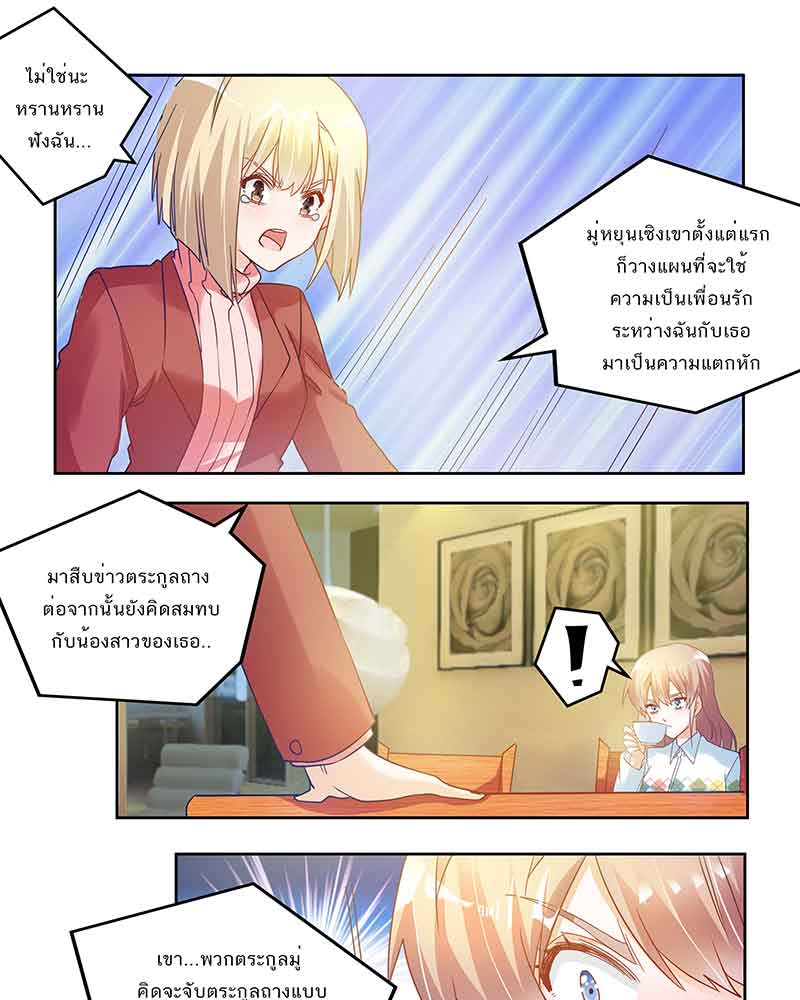 ไม่ใช่นะ
หรานหราน
ฟังฉัน...
มู่หยุนเชิงเขาตั้งแต่แรก
ก็วางแผนที่จะใช้
ความเป็นเพื่อนรัก
ระหว่างฉันกับเธอ
มาเป็นความแตกหัก
มาสืบข่าวตระกูลถาง
ต่อจากนั้นยังคิดสมทบ
กับน้องสาวของเธอ..
!
เขา...พวกตระกูลมู่
คิดจะจับตระกูลถางแบบ